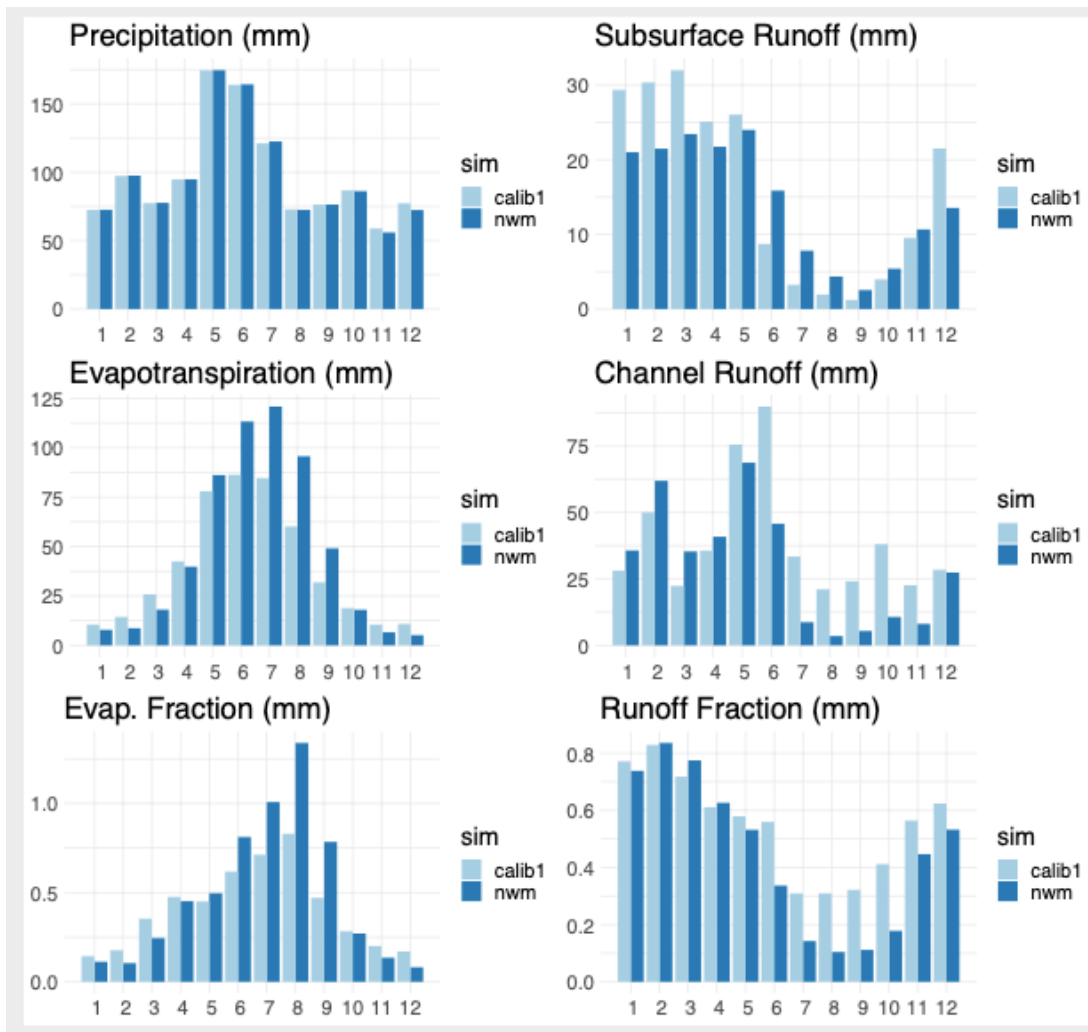 Precipitation (mm)
150
100
50
0
1 2 3 4 5 6 7 8 9 10 11 12
sim
calib1
nwm
Subsurface Runoff (mm)
30
20
10
0
1 2 3 4 5 6 7 8 9 10 11 12
sim
calib1
nwm
Evapotranspiration (mm)
125
100
75
50
25
0
1 2 3 4 5 6 7 8 9 10 11 12
sim
calib1
nwm
Channel Runoff (mm)
75
50
25
0
1 2 3 4 5 6 7 8 9 10 11 12
sim
calib1
nwm
Evap. Fraction (mm)
1.0
0.5
0.0
1 2 3 4 5 6 7 8 9 10 11 12
sim
calib1
nwm
Runoff Fraction (mm)
0.8
0.6
0.4
0.2
0.0
1 2 3 4 5 6 7 8 9 10 11 12
sim
calib1
nwm